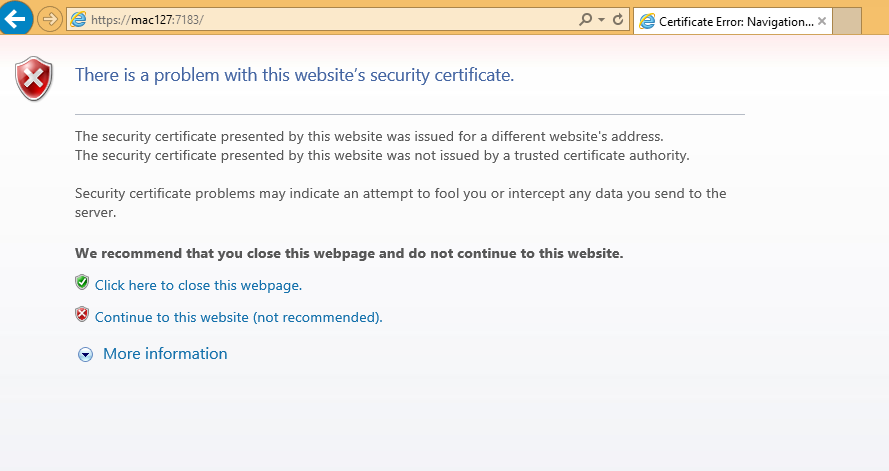 https://mac127:7183/
Certificate Error: Navigation...
There is a problem with this website’s security certificate.
The security certificate presented by this website was issued for a different website's address.
The security certificate presented by this website was not issued by a trusted certificate authority.
Security certificate problems may indicate an attempt to fool you or intercept any data you send to the
server.
We recommend that you close this webpage and do not continue to this website.
Click here to close this webpage.
Continue to this website (not recommended).
More information